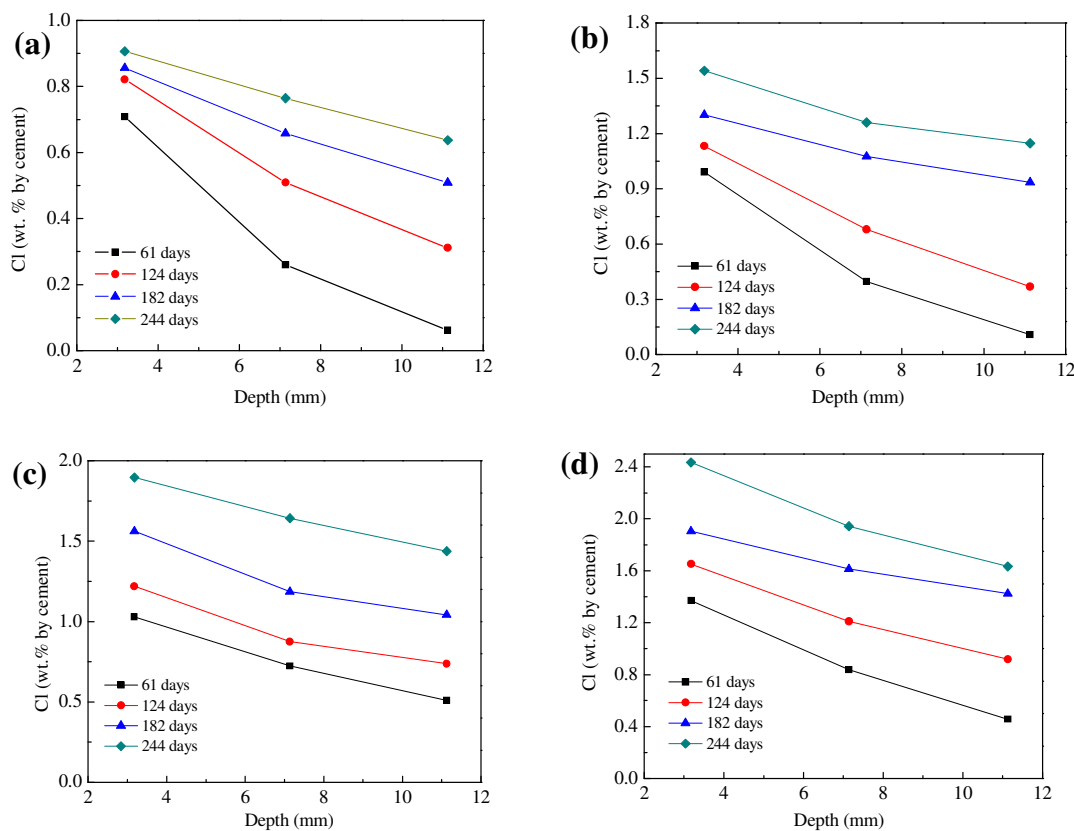 (a)
1.0
0.8
0.6
0.4
0.2
0.0
Cl (wt.% by cement)
61 days
124 days
182 days
244 days
2 4 6 8 10 12
Depth (mm)
(b)
1.8
1.5
1.2
0.9
0.6
0.3
0.0
Cl (wt.% by cement)
61 days
124 days
182 days
244 days
2 4 6 8 10 12
Depth (mm)
(c)
2.0
1.5
1.0
0.5
0.0
Cl (wt.% by cement)
61 days
124 days
182 days
244 days
2 4 6 8 10 12
Depth (mm)
(d)
2.4
2.0
1.6
1.2
0.8
0.4
0.0
Cl (wt.% by cement)
61 days
124 days
182 days
244 days
2 4 6 8 10 12
Depth (mm)